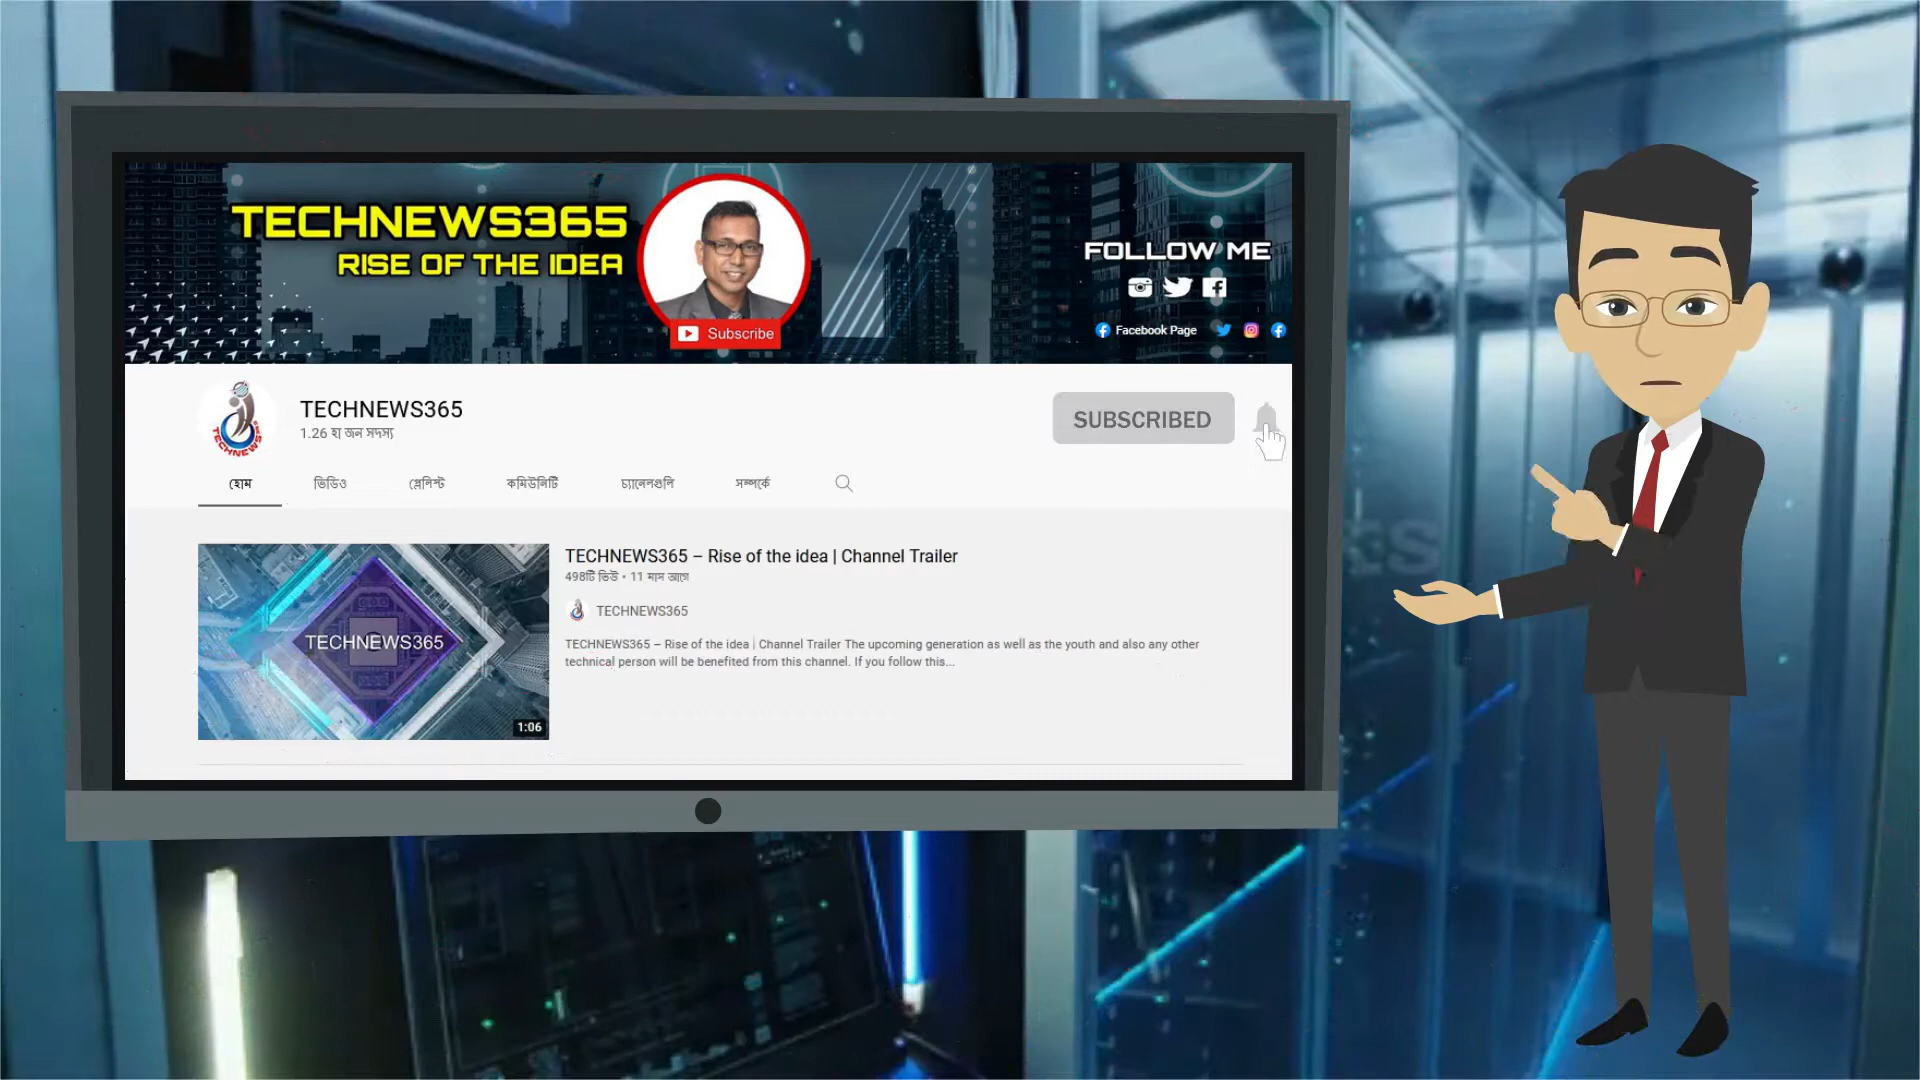 TECHNEWS365
RISE OF THE IDEA
Subscribe
FOLLOW ME
Facebook Page
TECHNEWS365
TECHNEWS365
1.26 হা জন সদস্য
SUBSCRIBED
হোম ভিডিও প্লেলিস্ট কমিউনিটি চ্যানেলগুলি সম্পর্কে
TECHNEWS365
1:06
TECHNEWS365 – Rise of the idea | Channel Trailer
498টি ভিউ • 11 মাস আগে
TECHNEWS365
TECHNEWS365 – Rise of the idea | Channel Trailer The upcoming generation as well as the youth and also any other
technical person will be benefited from this channel. If you follow this...